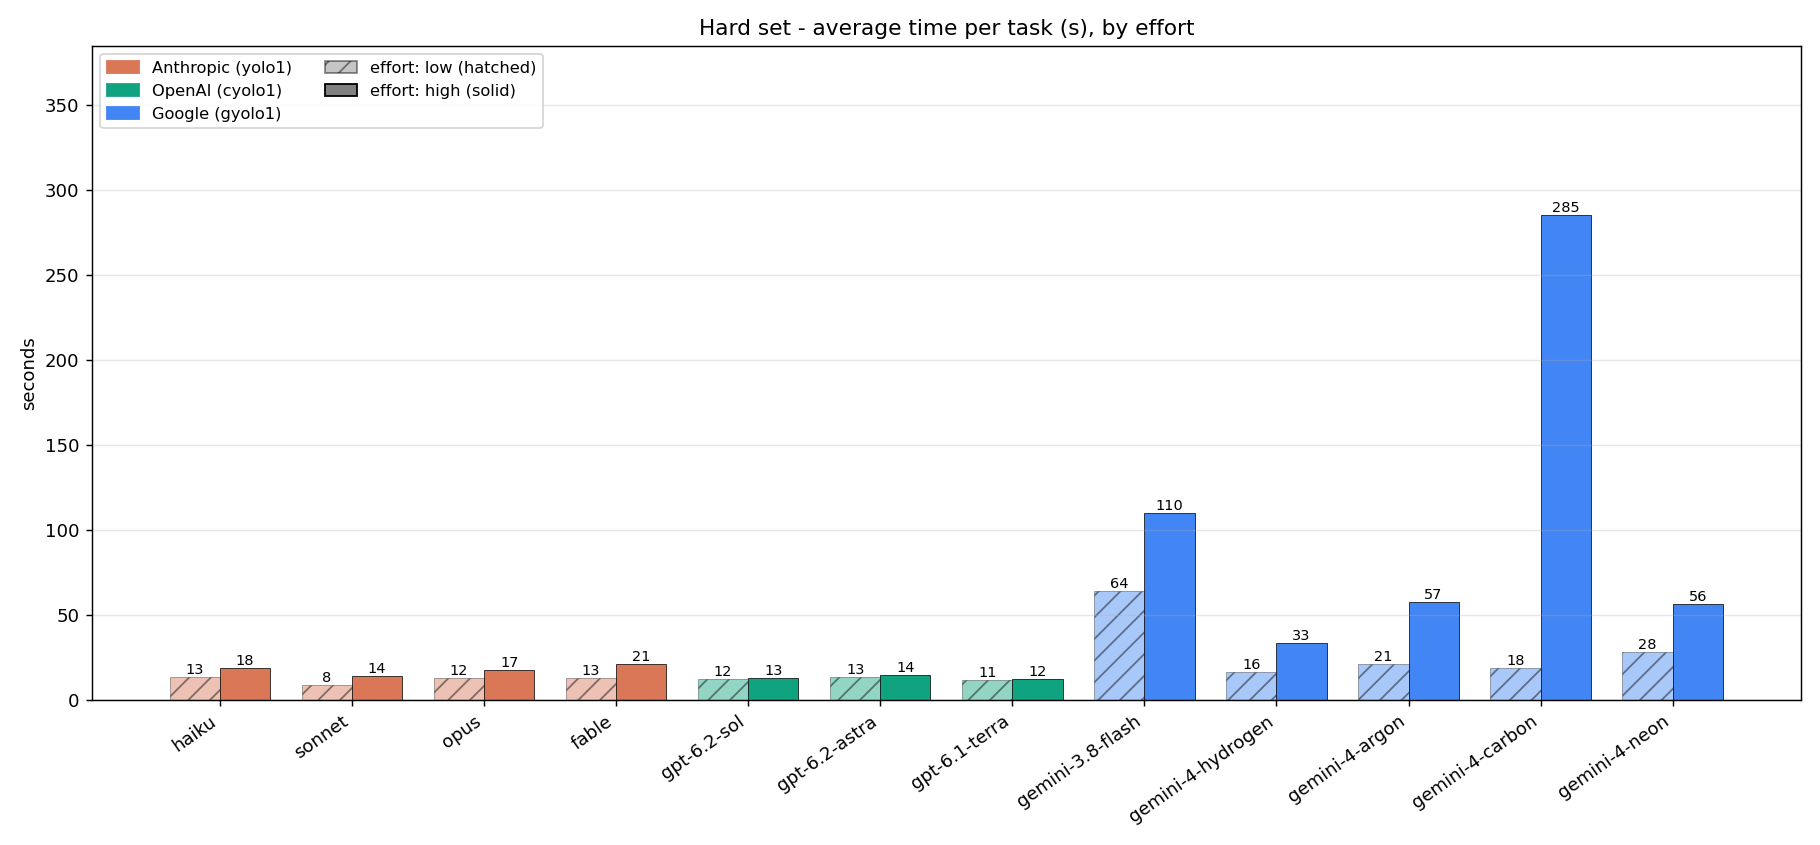 Hard set - average time per task (s), by effort
Anthropic (yolo1)
OpenAI (cyolo1)
Google (gyolo1)
effort: low (hatched)
effort: high (solid)
seconds
350
300
250
200
150
100
50
0
13 18
8 14
12 17
13 21
12 13
13 14
11 12
64 110
16 33
21 57
18 285
28 56
haiku
sonnet
opus
fable
gpt-6.2-sol
gpt-6.2-astra
gpt-6.1-terra
gemini-3.8-flash
gemini-4-hydrogen
gemini-4-argon
gemini-4-carbon
gemini-4-neon